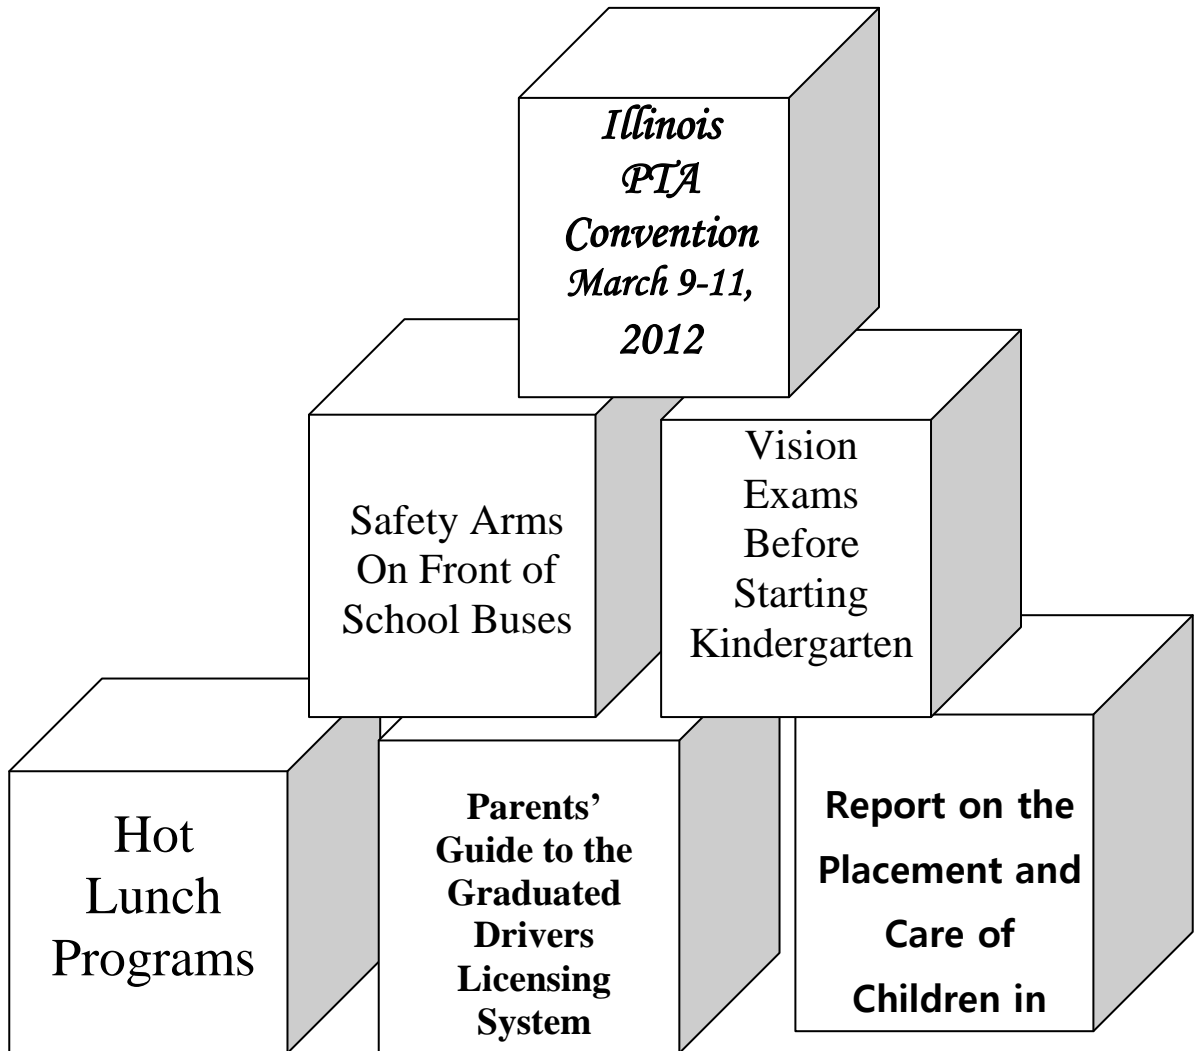 Illinois
PTA
Convention
March 9-11,
2012
Safety Arms
On Front of
School Buses
Vision
Exams
Before
Starting
Kindergarten
Hot
Lunch
Programs
Parents’
Guide to the
Graduated
Drivers
Licensing
System
Report on the
Placement and
Care of
Children in